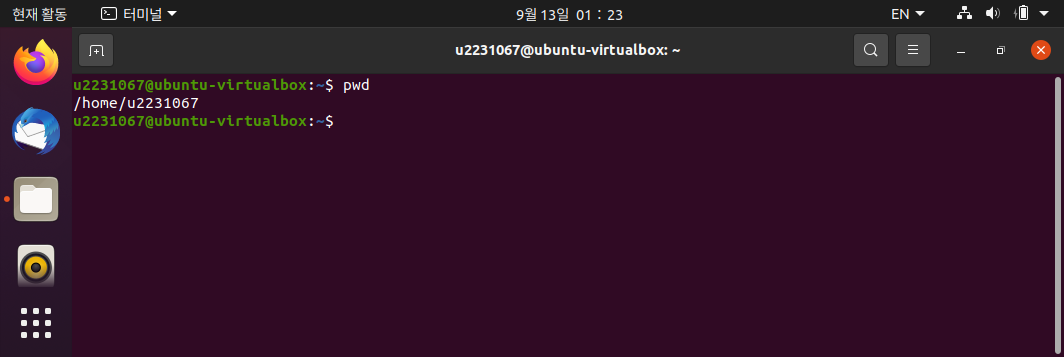 현재 활동 터미널 9월 13일 01 : 23 EN
u2231067@ubuntu-virtualbox: ~
u2231067@ubuntu-virtualbox:~$ pwd
/home/u2231067
u2231067@ubuntu-virtualbox:~$